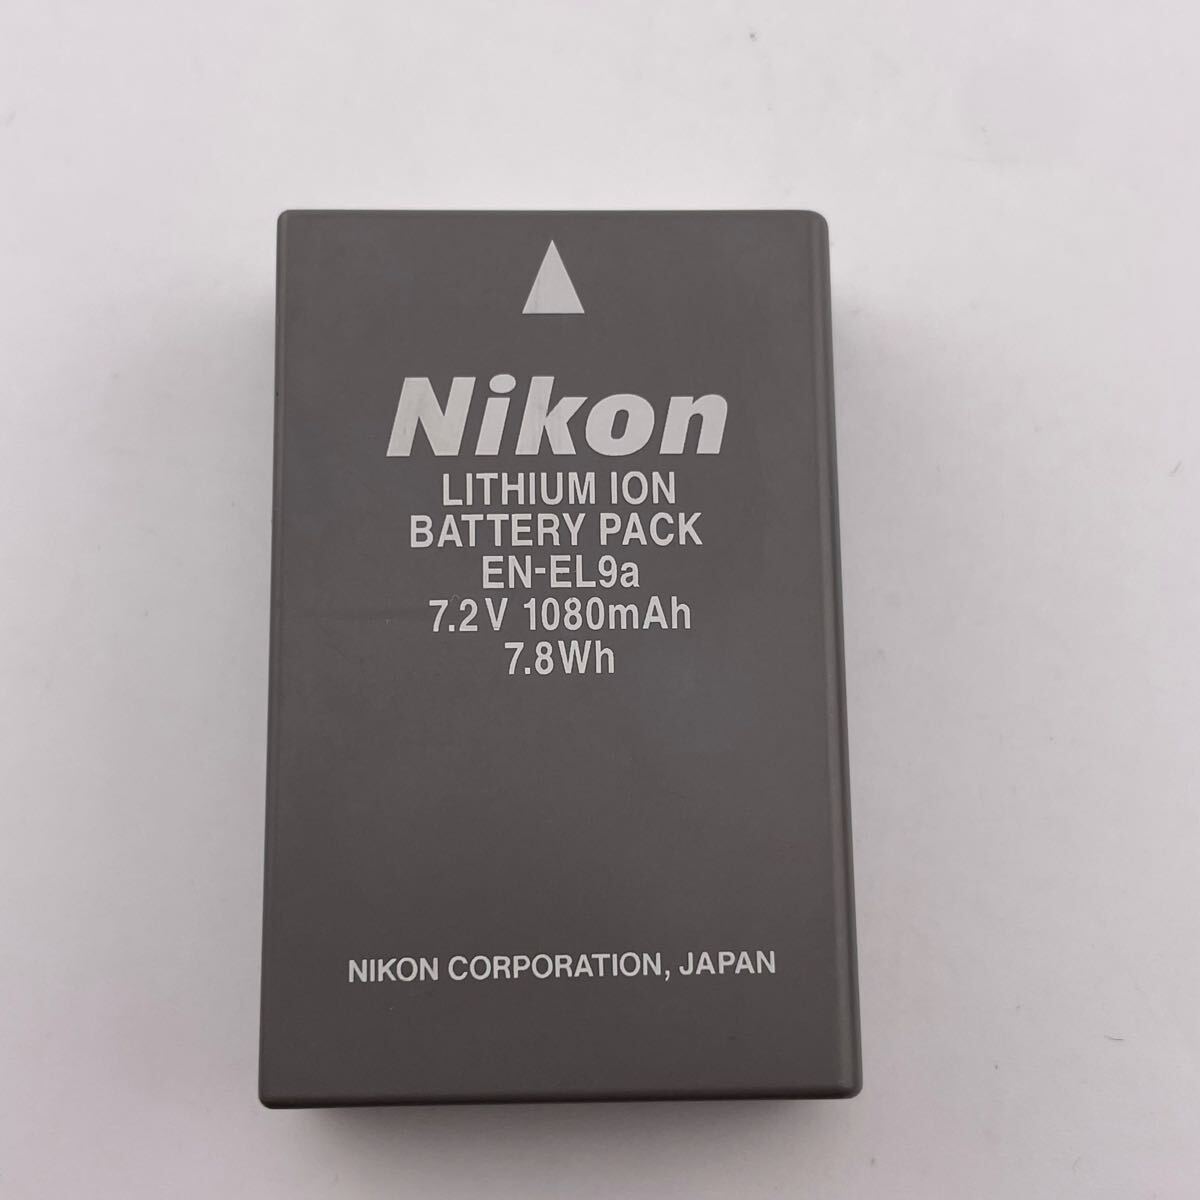 Nikon
LITHIUM ION
BATTERY PACK
EN-EL9a
7.2V 1080mAh
7.8Wh
NIKON CORPORATION, JAPAN